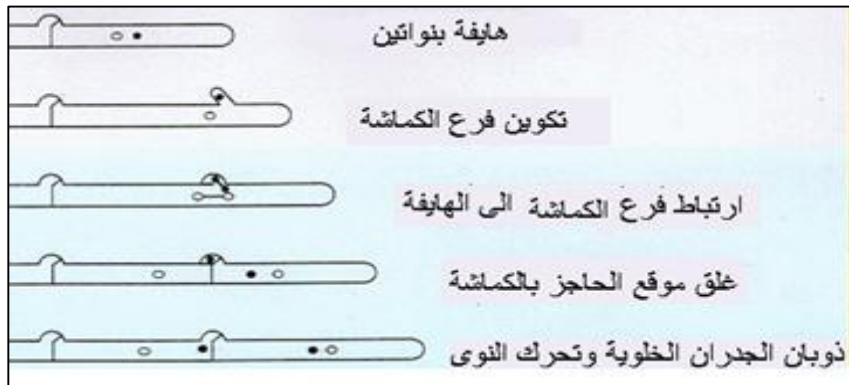 هايفة بنواتين
تكوين فرع الكماشة
ارتباط فرع الكماشة الى الهايفة
غلق موقع الحاجز بالكماشة
ذوبان الجدران الخلوية وتحرك النوى